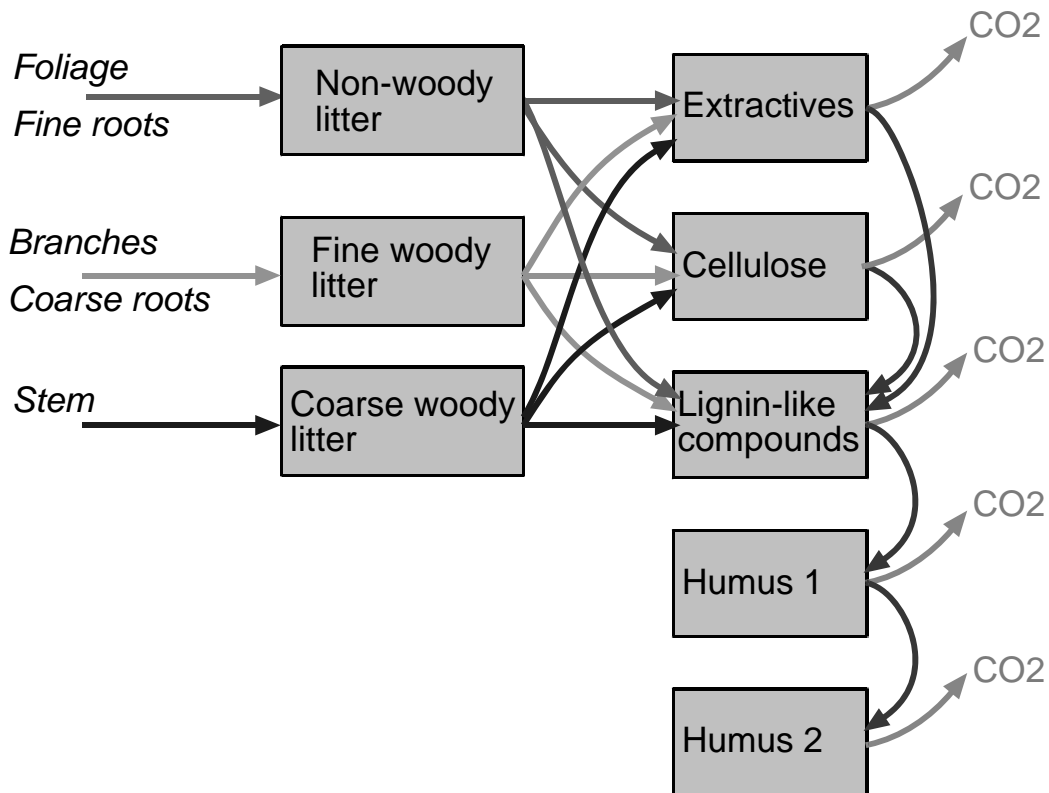 Foliage
Fine roots
Branches
Coarse roots
Stem
Non-woody
litter
Fine woody
litter
Coarse woody
litter
Extractives
Cellulose
Lignin-like
compounds
Humus 1
Humus 2
CO2
CO2
CO2
CO2
CO2